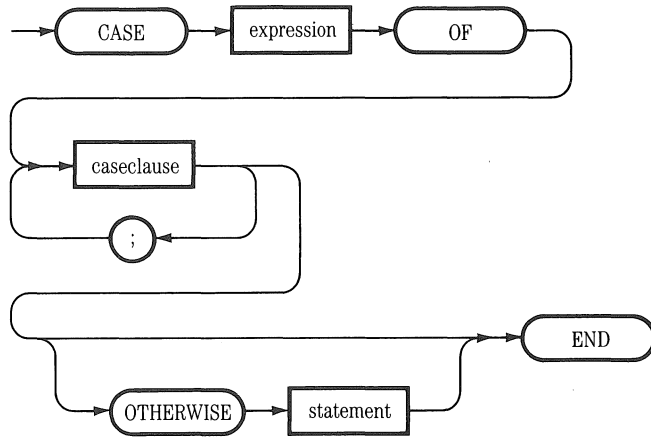 CASE expression OF
caseclause
;
END
OTHERWISE statement